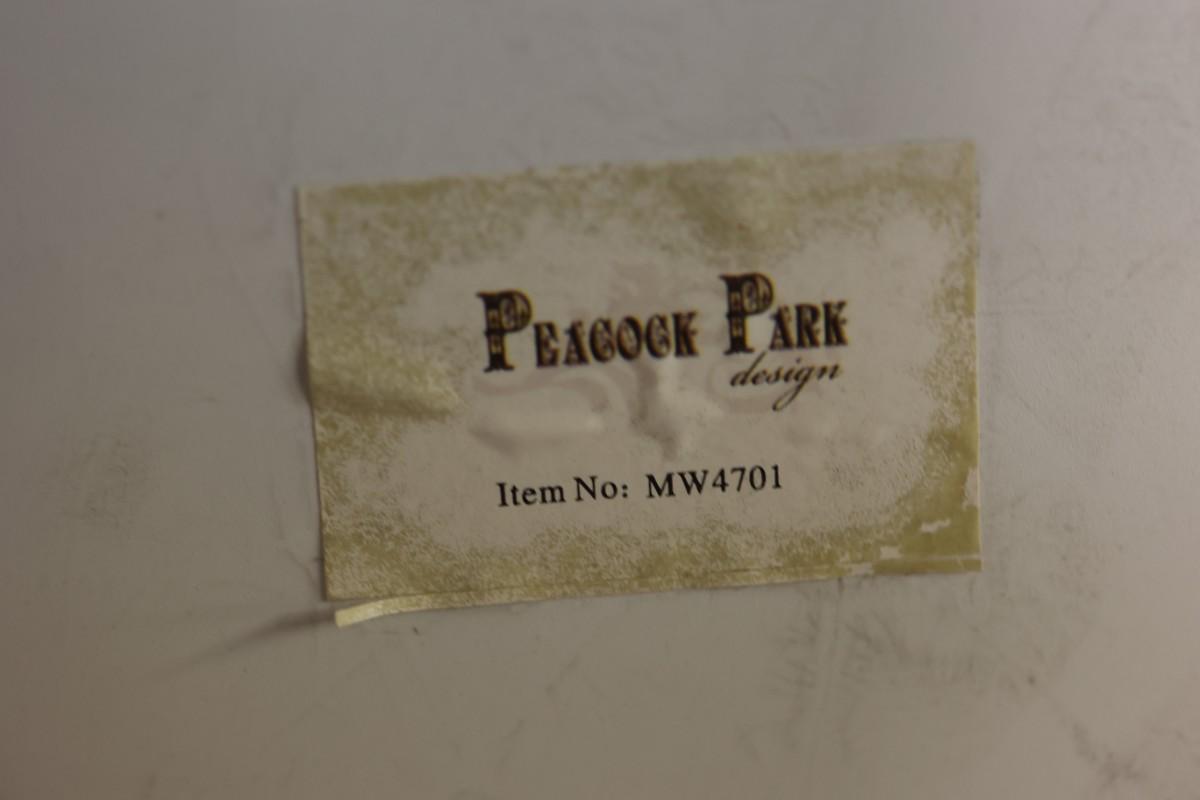 PEACOCK PARK
design
Item No: MW4701